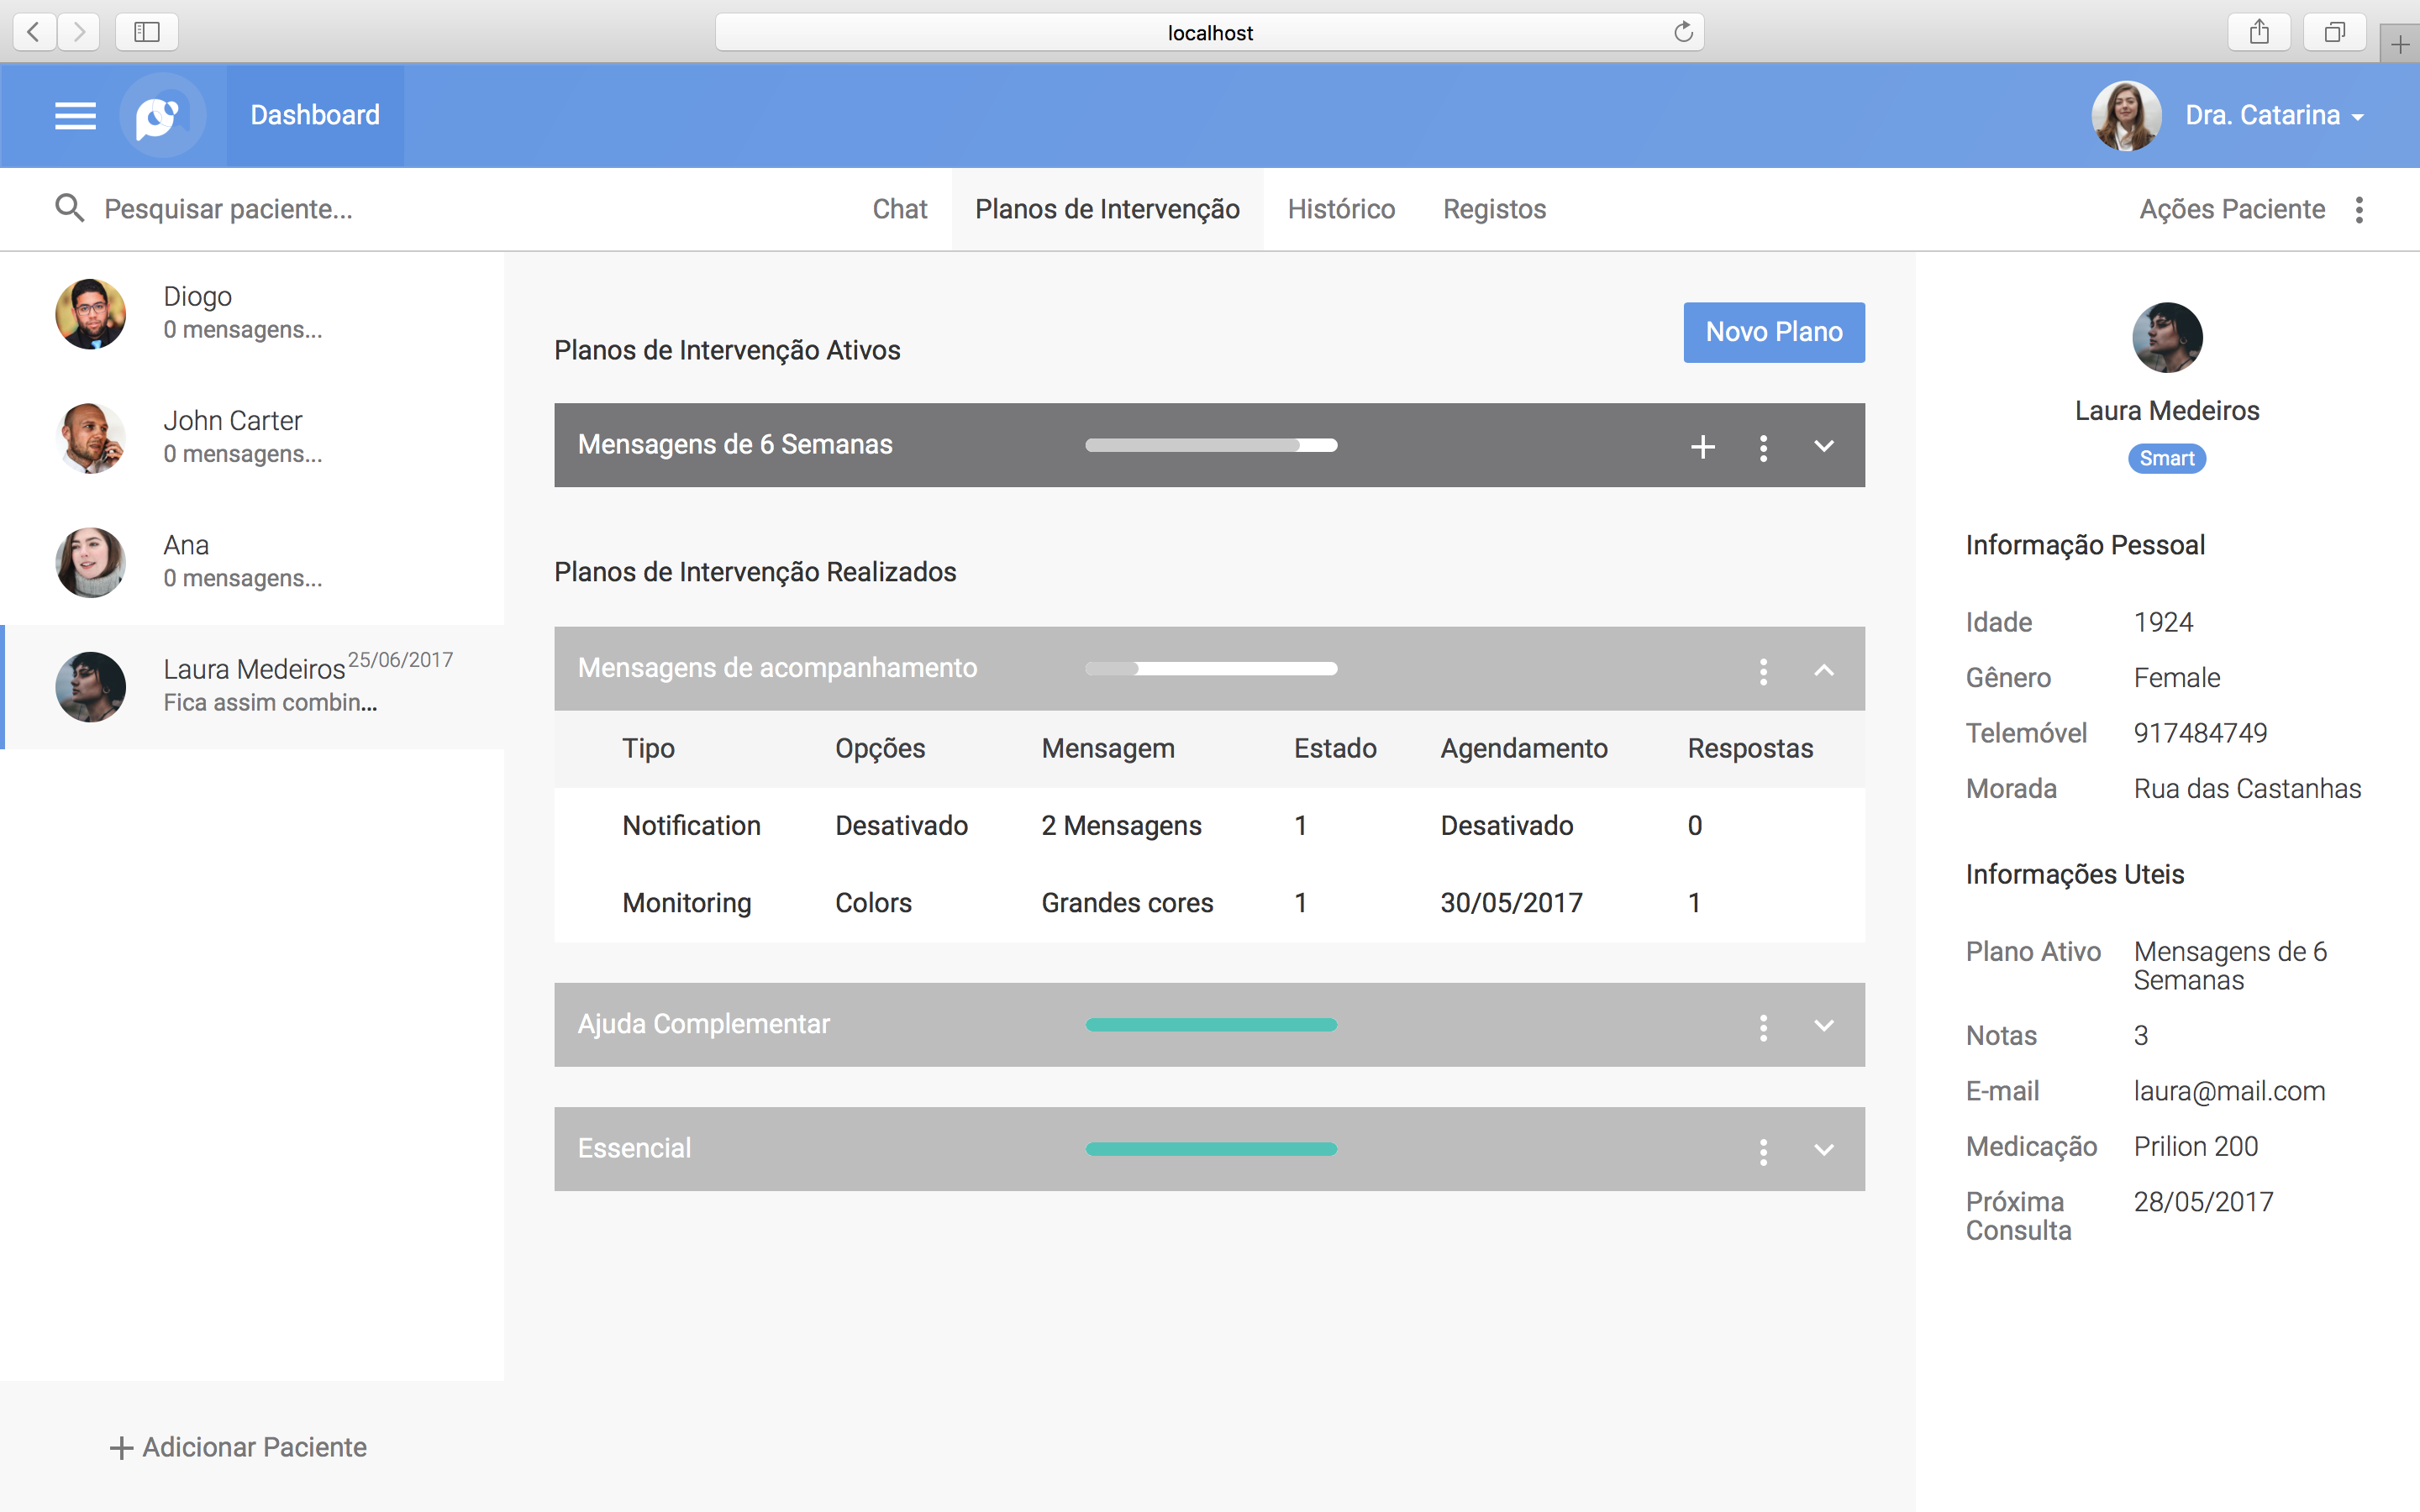 localhost
Dashboard
Dra. Catarina
Pesquisar paciente...
Chat
Planos de Intervenção
Histórico
Registos
Ações Paciente
Diogo
0 mensagens...
John Carter
0 mensagens...
Ana
0 mensagens...
Laura Medeiros 25/06/2017
Fica assim combin...
Adicionar Paciente
Planos de Intervenção Ativos
Novo Plano
Mensagens de 6 Semanas
Planos de Intervenção Realizados
Mensagens de acompanhamento
Tipo Opções Mensagem Estado Agendamento Respostas
Notification Desativado 2 Mensagens 1 Desativado 0
Monitoring Colors Grandes cores 1 30/05/2017 1
Ajuda Complementar
Essencial
Laura Medeiros
Smart
Informação Pessoal
Idade 1924
Gênero Female
Telemóvel 917484749
Morada Rua das Castanhas
Informações Uteis
Plano Ativo Mensagens de 6
Semanas
Notas 3
E-mail laura@mail.com
Medicação Prilion 200
Próxima 28/05/2017
Consulta